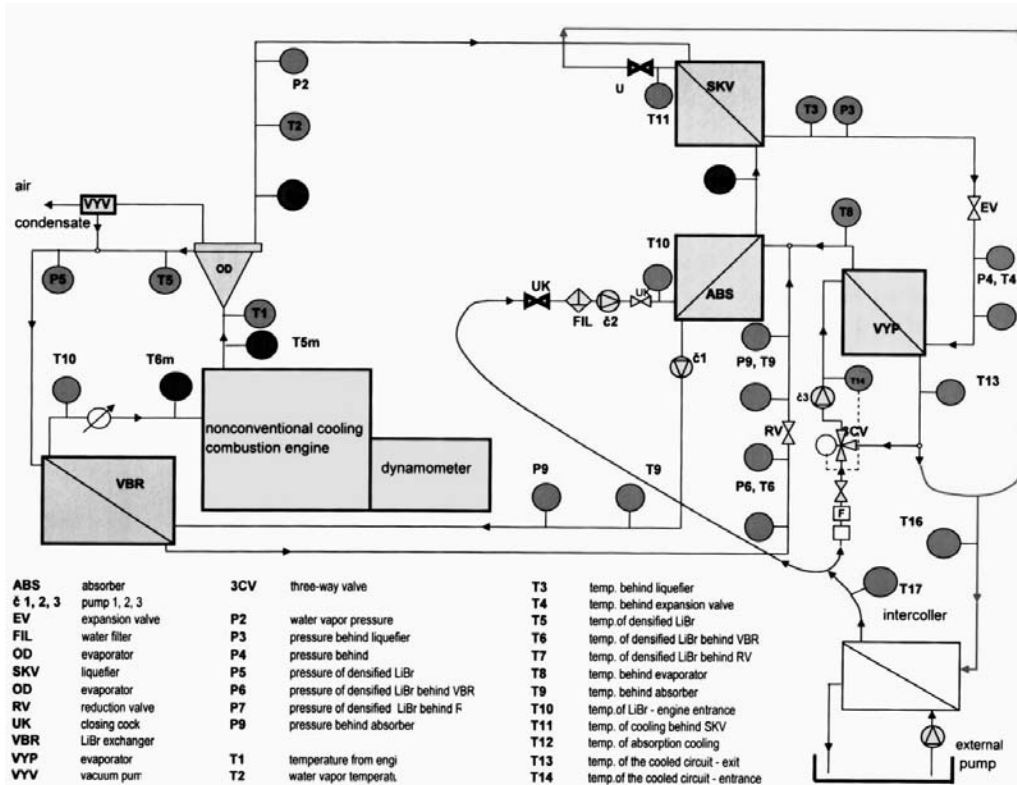 P2
U
SKV
T11
T3 P3
T2
air
VYV
condensate
T8
EV
P5
T5
OD
T10
UK
FIL
č2
UK
ABS
P4, T4
VYP
T1
T5m
č1
P9, T9
T13
T10
T6m
T14
č3
RV
3CV
nonconventional cooling
combustion engine
dynamometer
P9
T9
P6, T6
VBR
F
T16
T17
intercoller
external
pump
ABS absorber
č 1, 2, 3 pump 1, 2, 3
EV expansion valve
FIL water filter
OD evaporator
SKV liquefier
OD evaporator
RV reduction valve
UK closing cock
VBR LiBr exchanger
VYP evaporator
VYV vacuum pum
3CV three-way valve
P2 water vapor pressure
P3 pressure behind liquefier
P4 pressure behind
P5 pressure of densified LiBr
P6 pressure of densified LiBr behind VBR
P7 pressure of densified LiBr behind F
P9 pressure behind absorber
T1 temperature from engi
T2 water vapor temperati
T3 temp. behind liquefier
T4 temp. behind expansion valve
T5 temp.of densified LiBr
T6 temp. of densified LiBr behind VBR
T7 temp. of densified LiBr behind RV
T8 temp. behind evaporator
T9 temp. behind absorber
T10 temp.of LiBr - engine entrance
T11 temp. of cooling behind SKV
T12 temp. of absorption cooling
T13 temp. of the cooled circuit - exit
T14 temp.of the cooled circuit - entrance